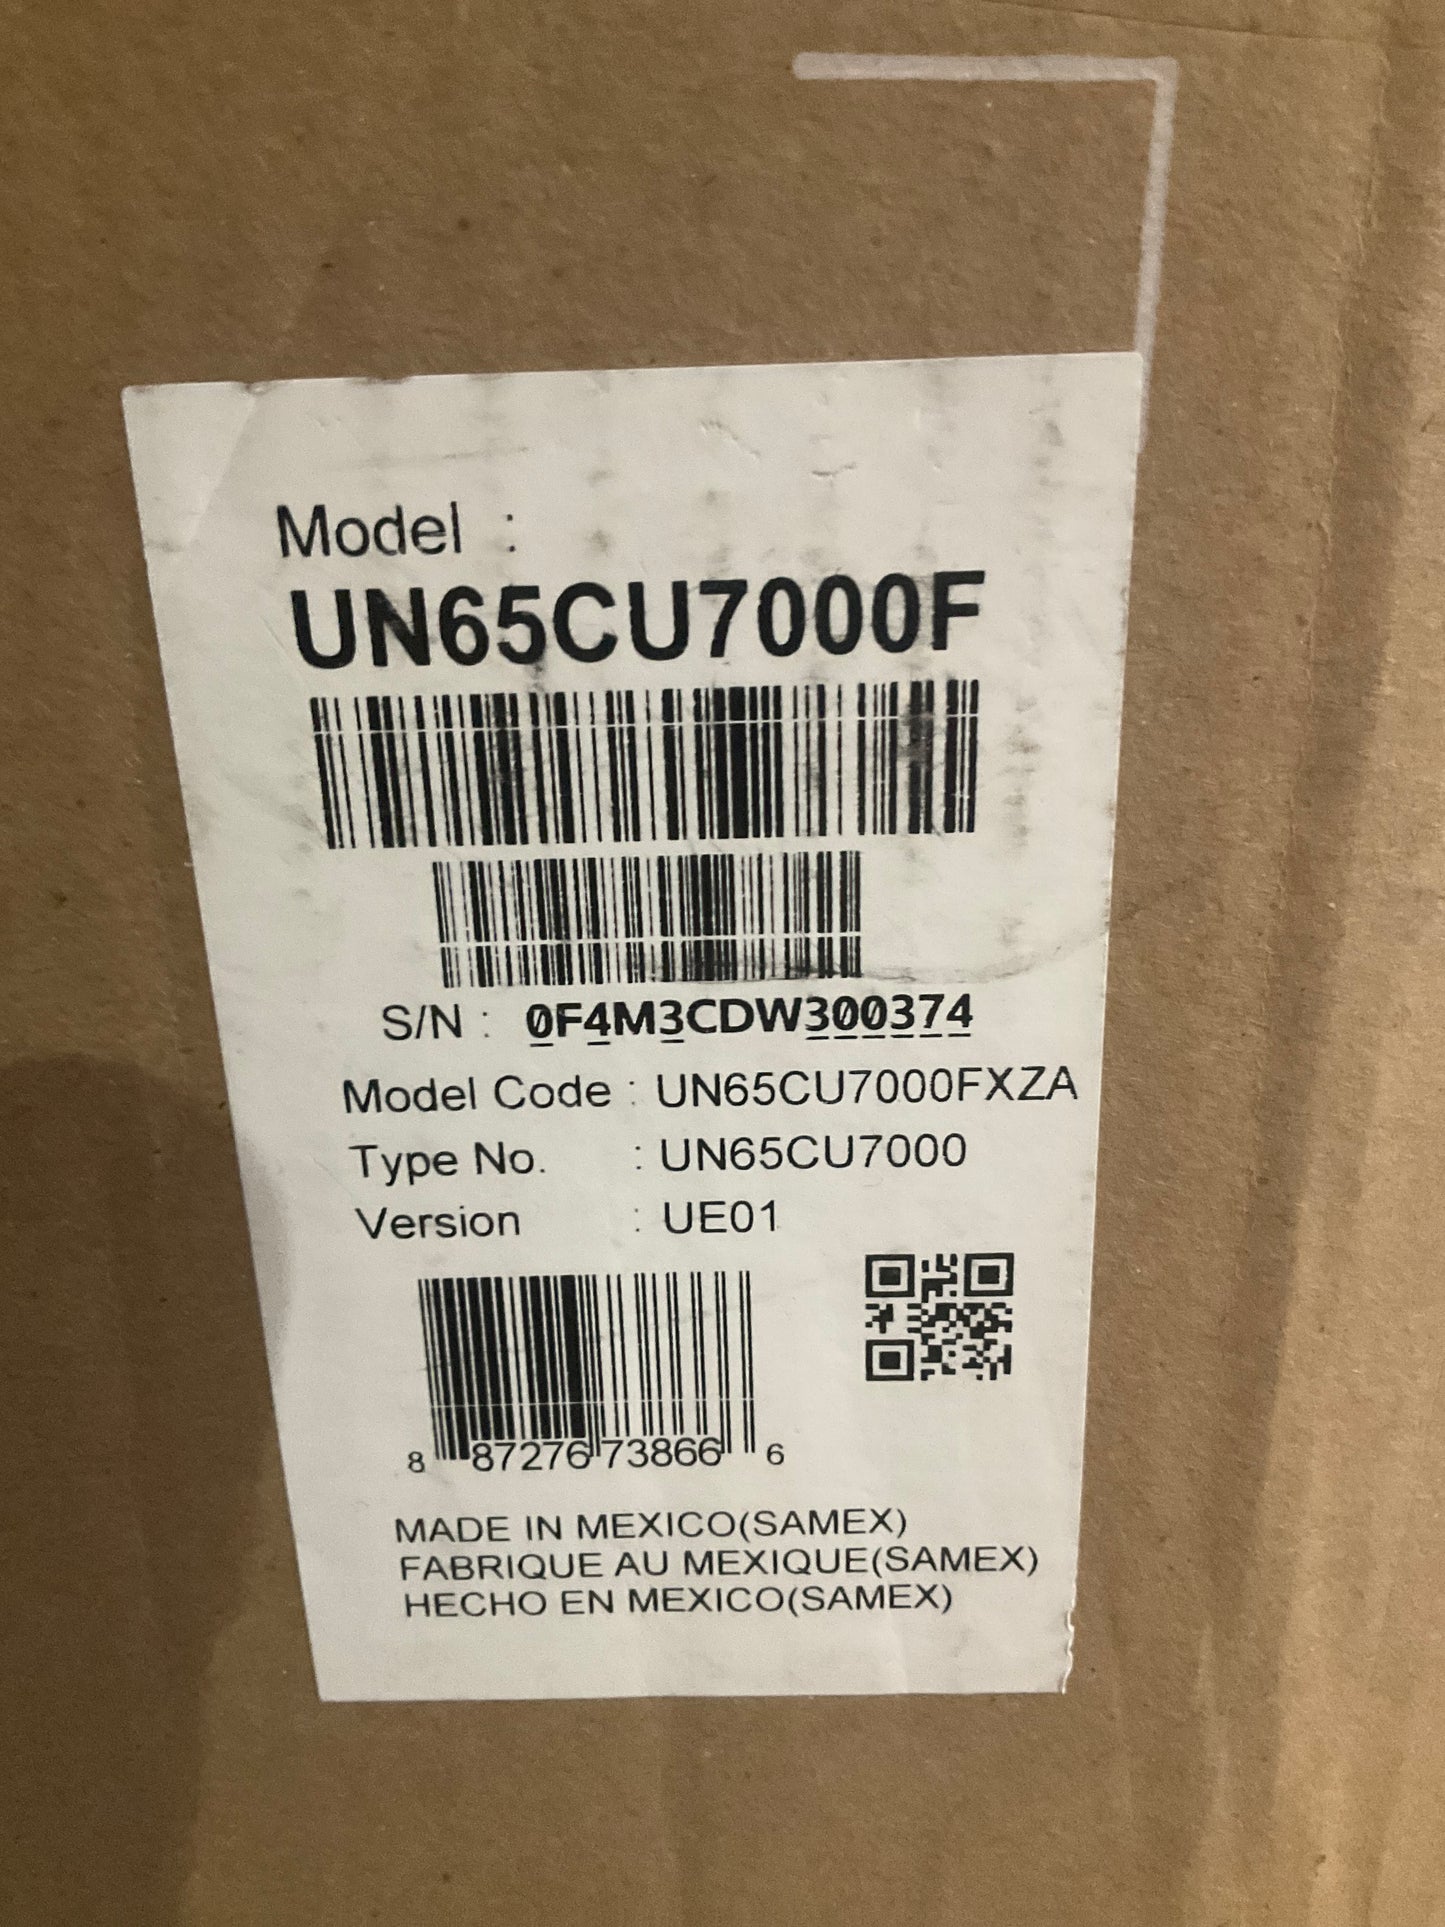 Model :
UN65CU7000F
S/N : 0F4M3CDW300374
Model Code : UN65CU7000FXZA
Type No. : UN65CU7000
Version : UE01
8 87276 73866 6
MADE IN MEXICO(SAMEX)
FABRIQUE AU MEXIQUE(SAMEX)
HECHO EN MEXICO(SAMEX)